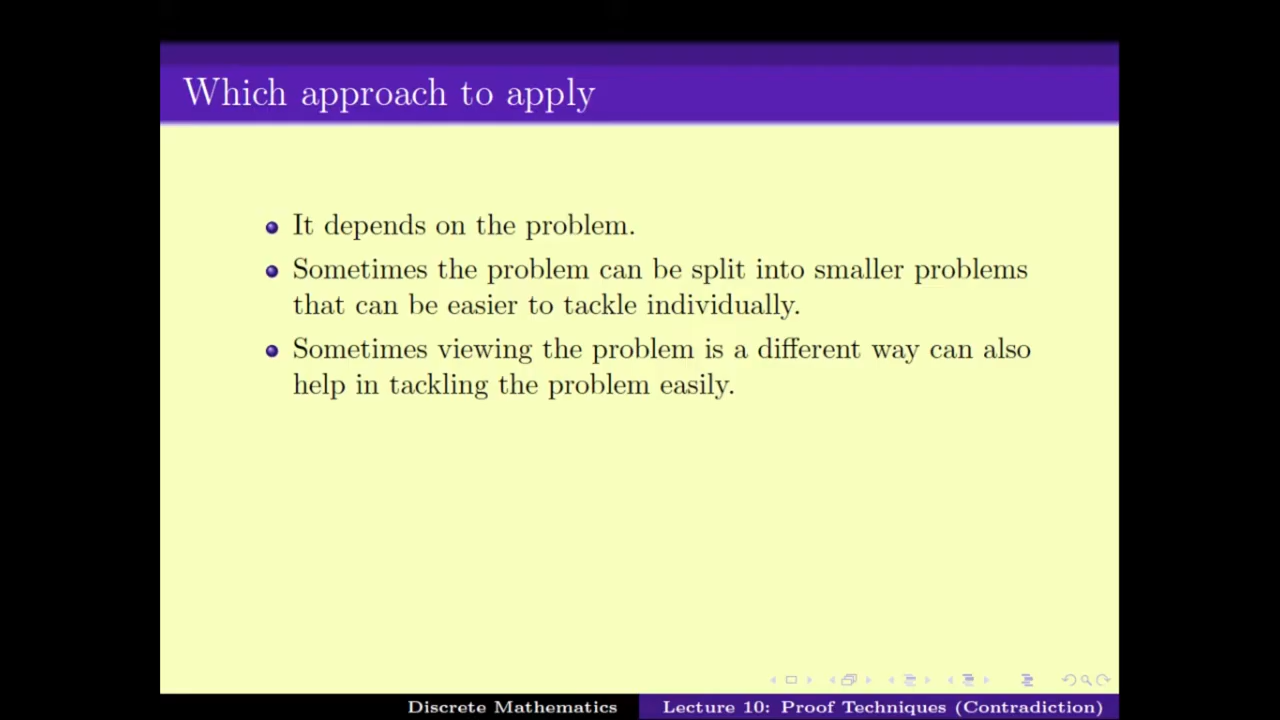 Which approach to apply
It depends on the problem.
Sometimes the problem can be split into smaller problems
that can be easier to tackle individually.
Sometimes viewing the problem is a different way can also
help in tackling the problem easily.
Discrete Mathematics
Lecture 10: Proof Techniques (Contradiction)